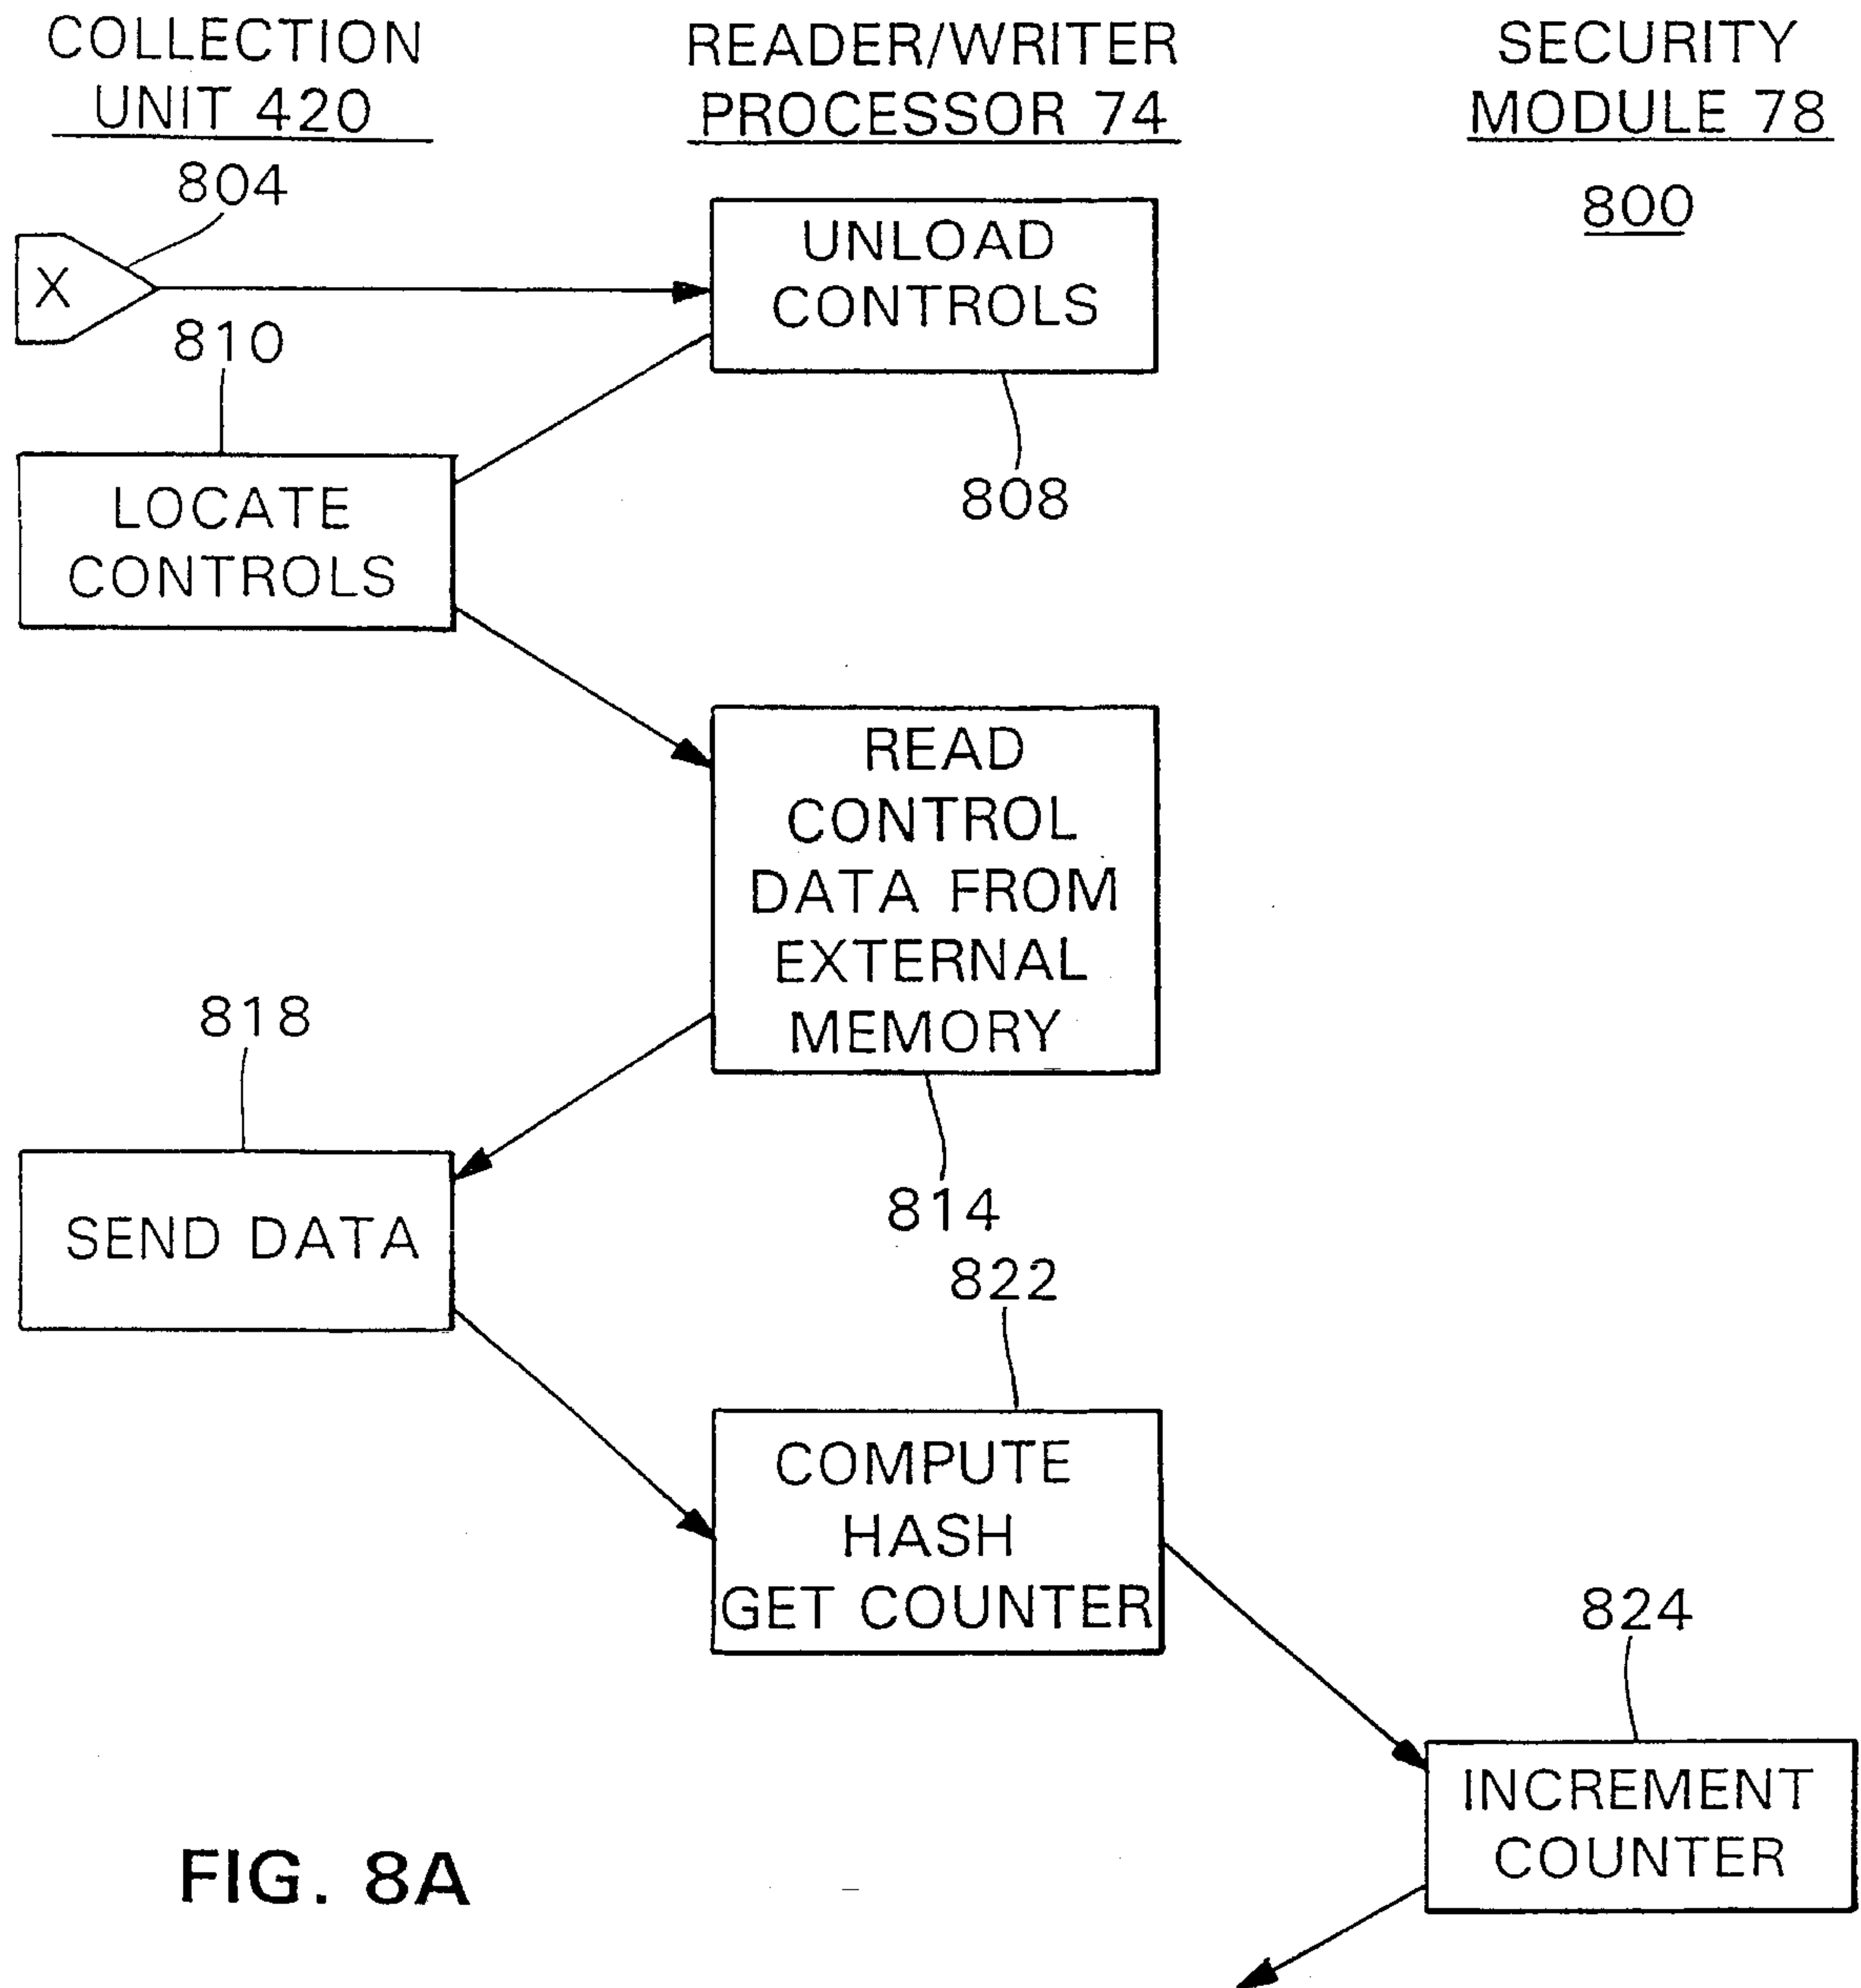 COLLECTION
UNIT 420
READER/WRITER
PROCESSOR 74
SECURITY
MODULE 78
800
804
X
UNLOAD
CONTROLS
808
810
LOCATE
CONTROLS
READ
CONTROL
DATA FROM
EXTERNAL
MEMORY
814
818
SEND DATA
822
COMPUTE
HASH
GET COUNTER
824
INCREMENT
COUNTER
FIG. 8A